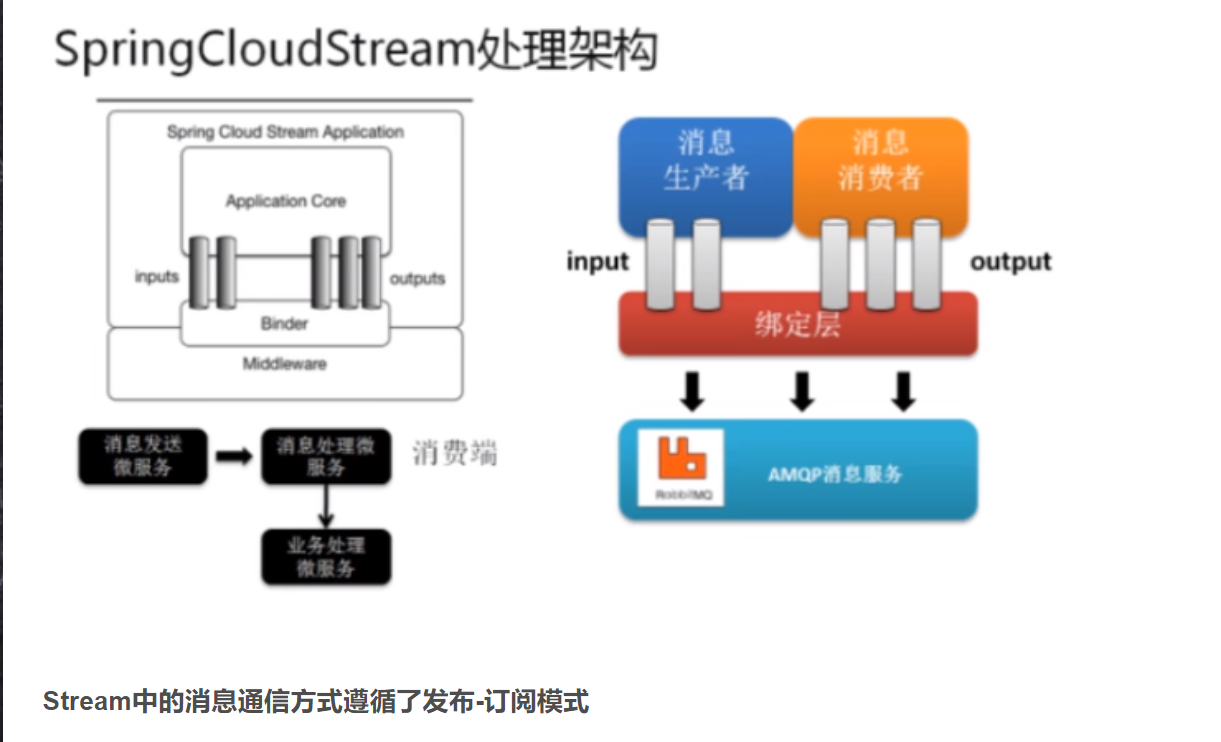 SpringCloudStream处理架构
Spring Cloud Stream Application
Application Core
inputs
outputs
Binder
Middleware
消息发送
微服务
消息处理微
服务
消费端
业务处理
微服务
消息
生产者
消息
消费者
input
output
绑定层
RabbitMQ
AMQP消息服务
Stream中的消息通信方式遵循了发布-订阅模式